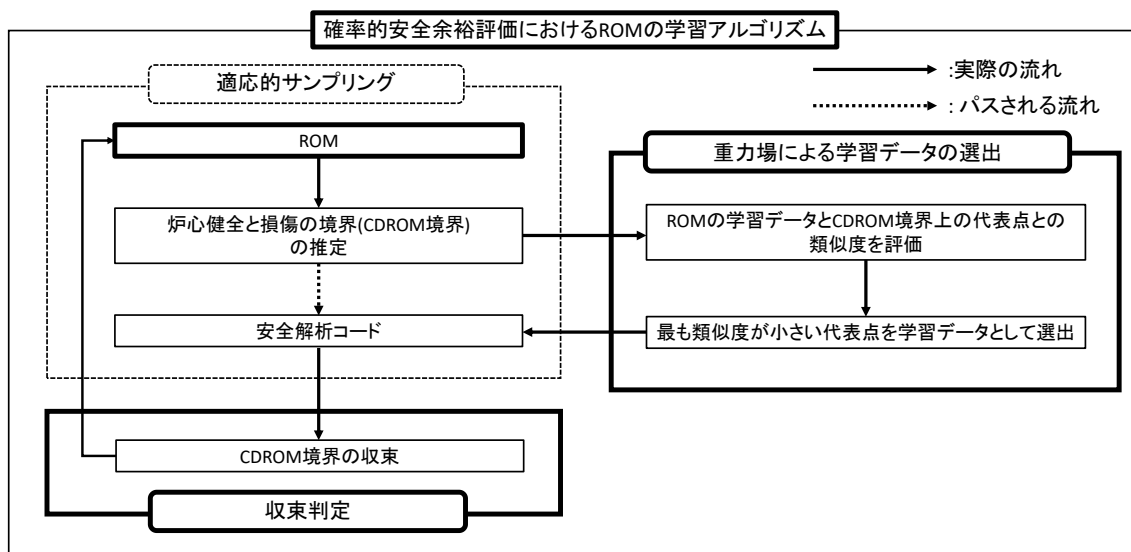 確率的安全余裕評価におけるROMの学習アルゴリズム
適応的サンプリング
:実際の流れ
: パスされる流れ
ROM
重力場による学習データの選出
炉心健全と損傷の境界(CDROM境界)
の推定
ROMの学習データとCDROM境界上の代表点との
類似度を評価
安全解析コード
最も類似度が小さい代表点を学習データとして選出
CDROM境界の収束
収束判定